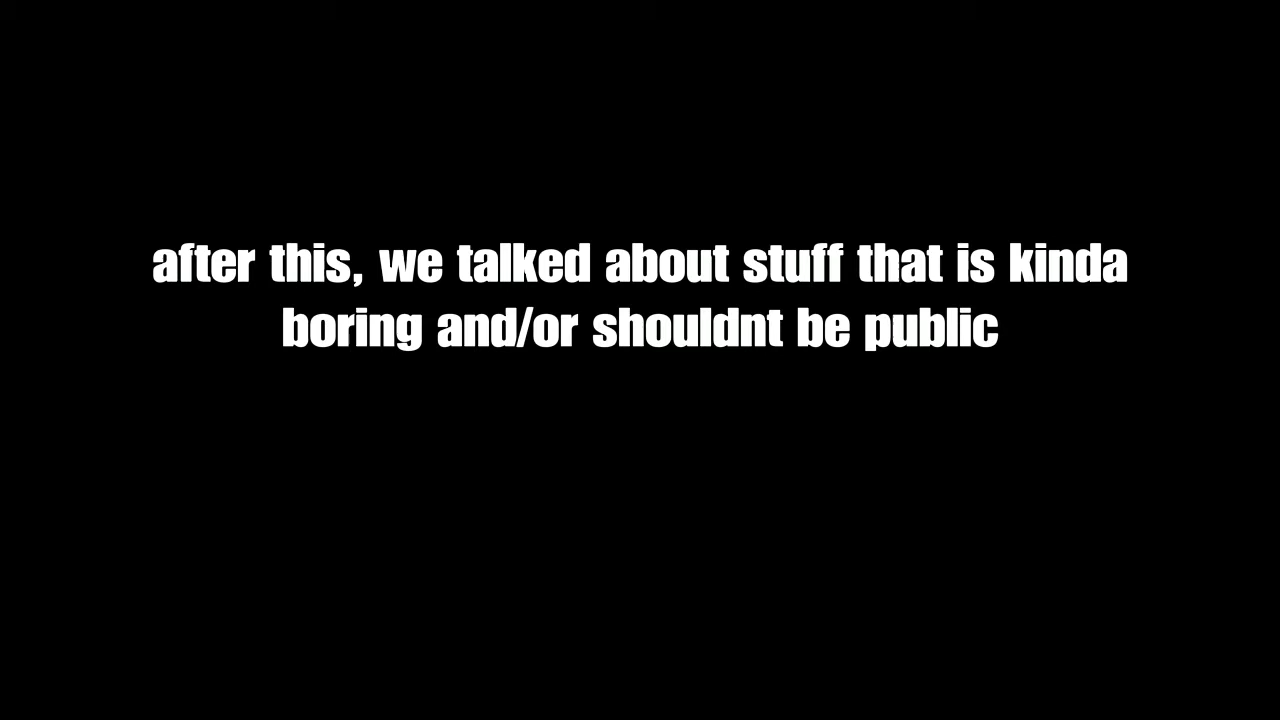 after this, we talked about stuff that is kinda
boring and/or shouldnt be public